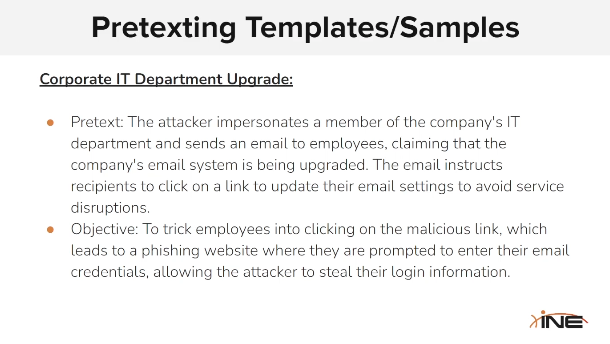 Pretexting Templates/Samples
Corporate IT Department Upgrade:
● Pretext: The attacker impersonates a member of the company's IT
department and sends an email to employees, claiming that the
company's email system is being upgraded. The email instructs
recipients to click on a link to update their email settings to avoid service
disruptions.
● Objective: To trick employees into clicking on the malicious link, which
leads to a phishing website where they are prompted to enter their email
credentials, allowing the attacker to steal their login information.
INE